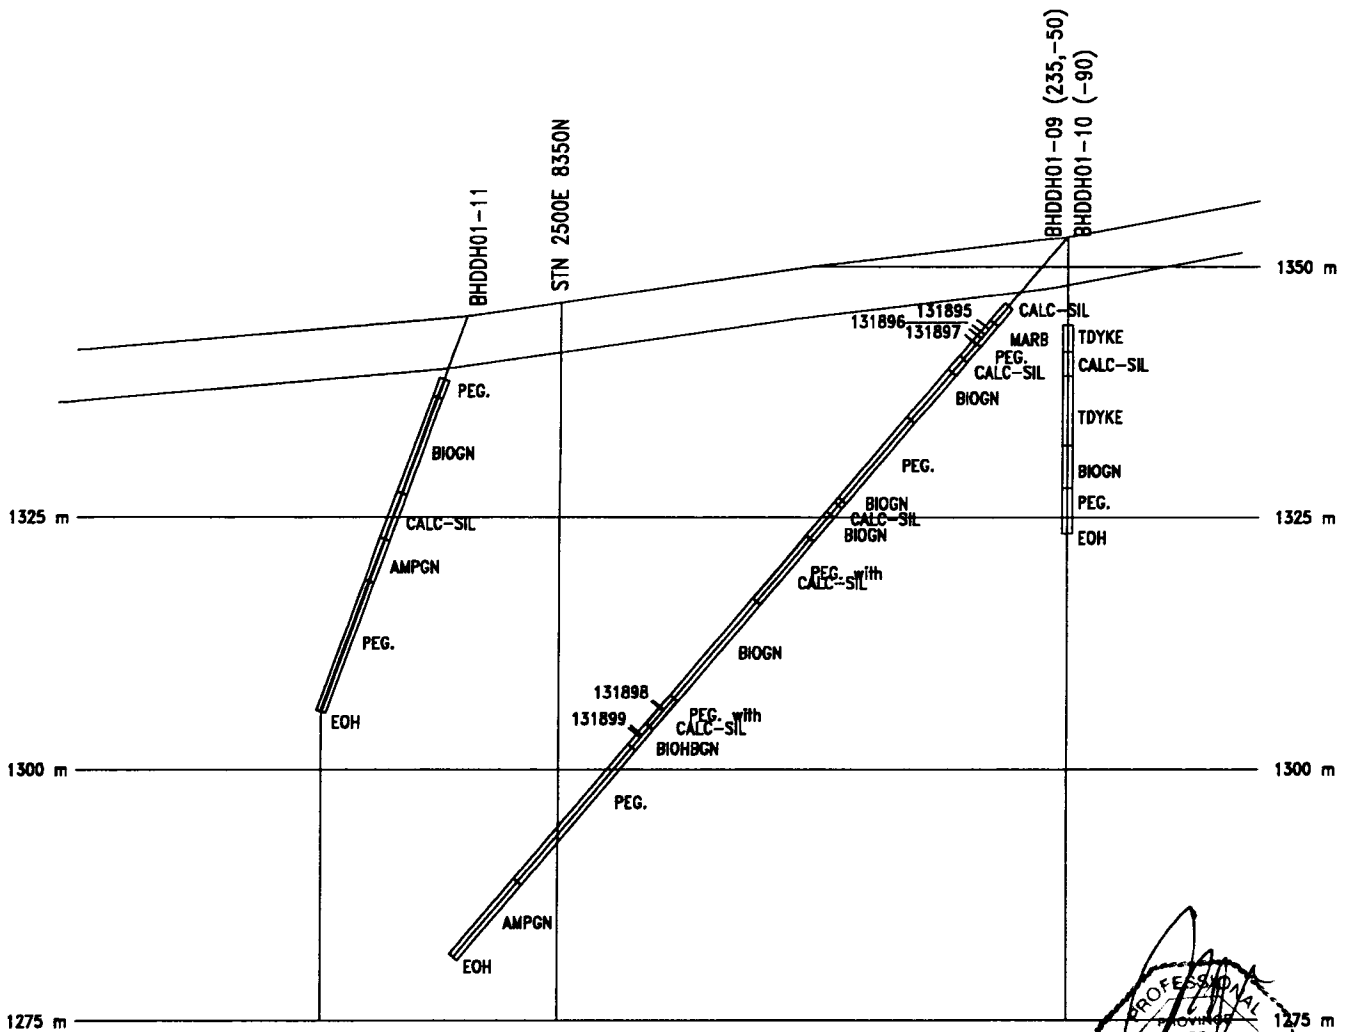 BHDDH01-09 (235,-50)
BHDDH01-10 (-90)
STN 2500E 8350N
BHDDH01-11
1350 m
131895
131896
131897
CALC-SIL
MARB
PEG.
CALC-SIL
BIOGN
PEG.
BIOGN
CALC-SIL
BIOGN
PEG. with
CALC-SIL
BIOGN
131898
131899
PEG. with
CALC-SIL
BIOHBGN
PEG.
AMPGN
EOH
TDYKE
CALC-SIL
TDYKE
BIOGN
PEG.
EOH
PEG.
BIOGN
CALC-SIL
AMPGN
PEG.
EOH
1325 m
1325 m
1300 m
1300 m
1275 m
1275 m
PROFESSIONAL
PROVINCE